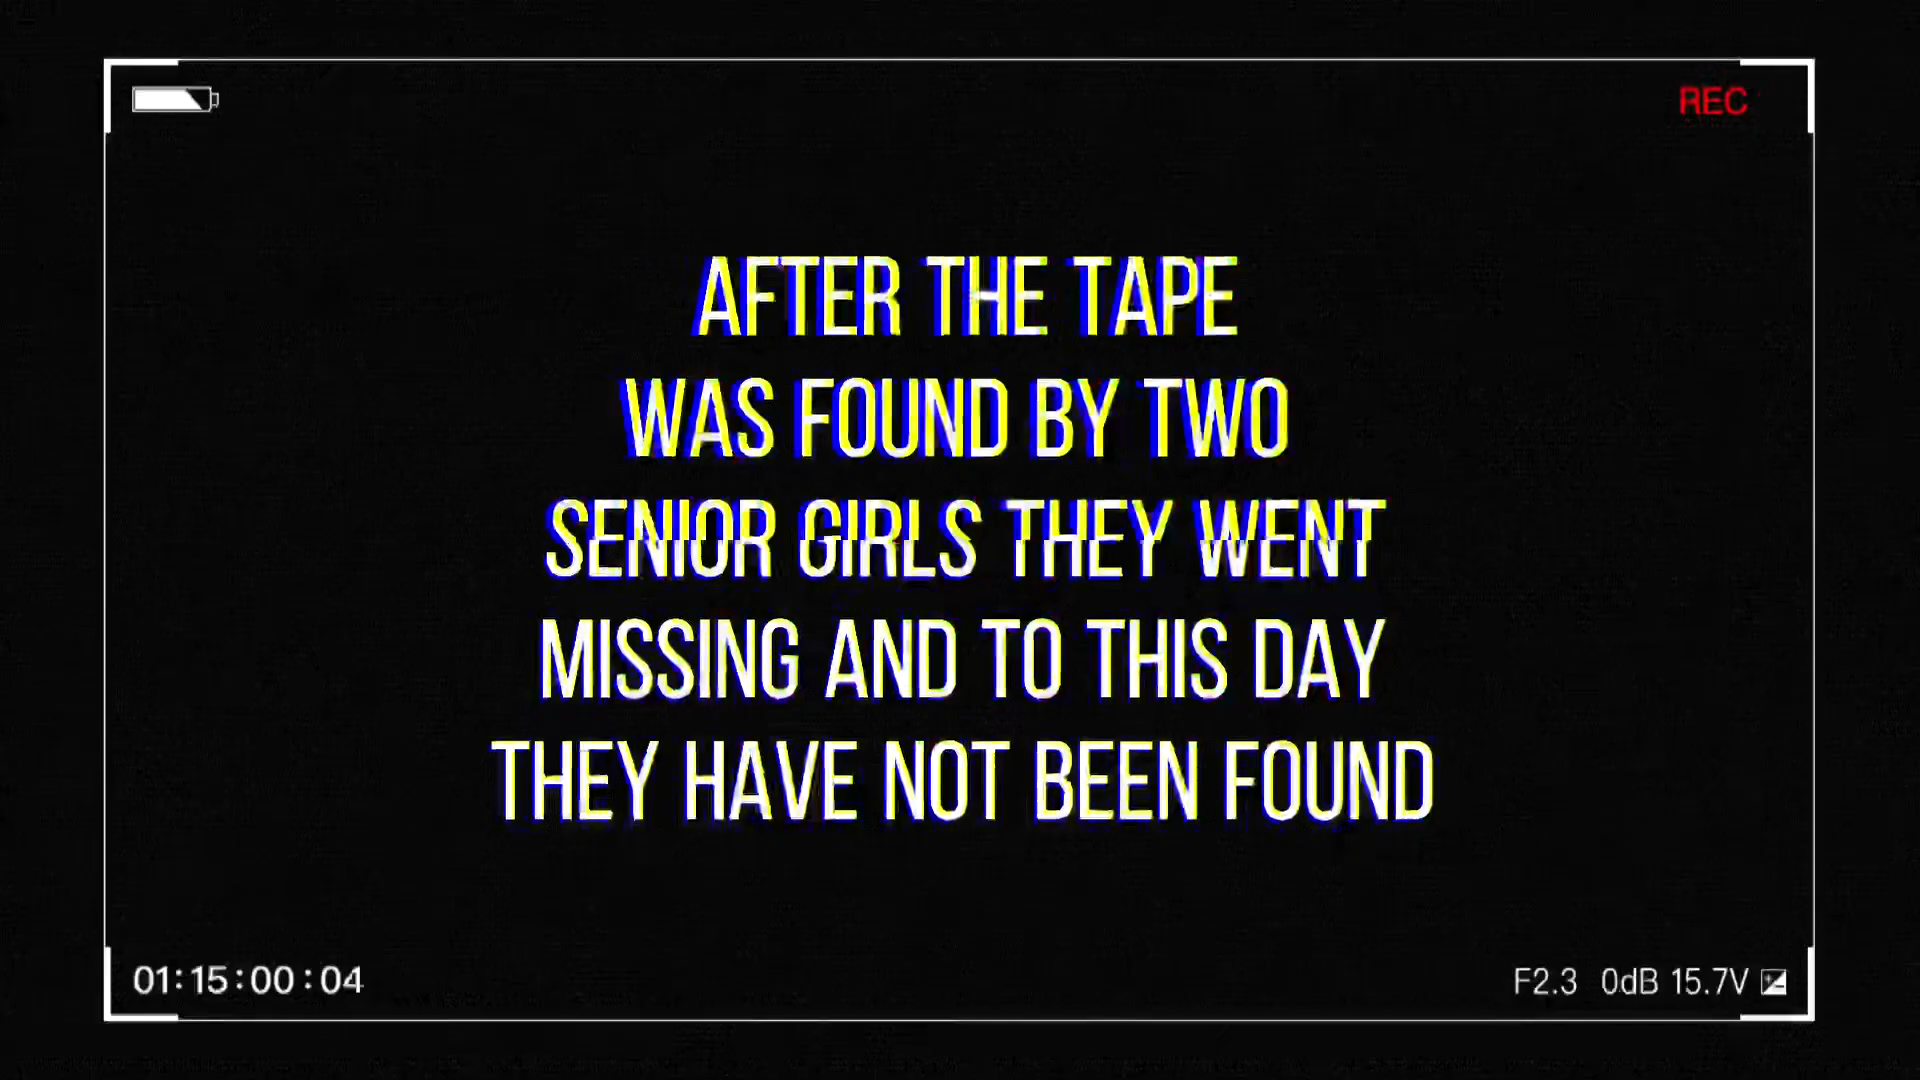 REC
AFTER THE TAPE
WAS FOUND BY TWO
SENIOR GIRLS THEY WENT
MISSING AND TO THIS DAY
THEY HAVE NOT BEEN FOUND
01:15:00:04
F2.3 0dB 15.7V